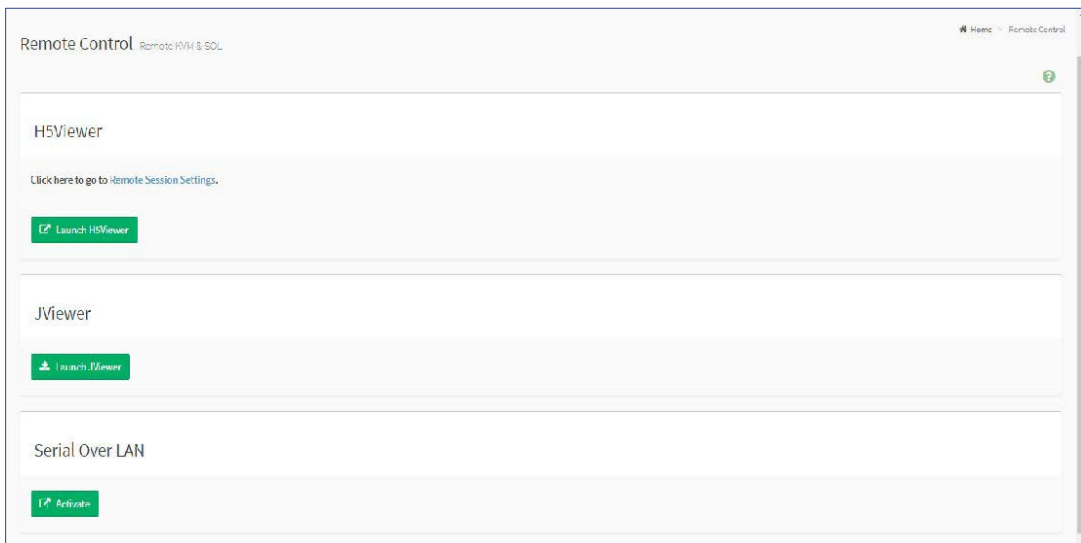 Home > Remote Control
Remote Control Remote KVM & SOL
H5Viewer
Click here to go to Remote Session Settings.
Launch H5Viewer
JViewer
Launch JViewer
Serial Over LAN
Activate